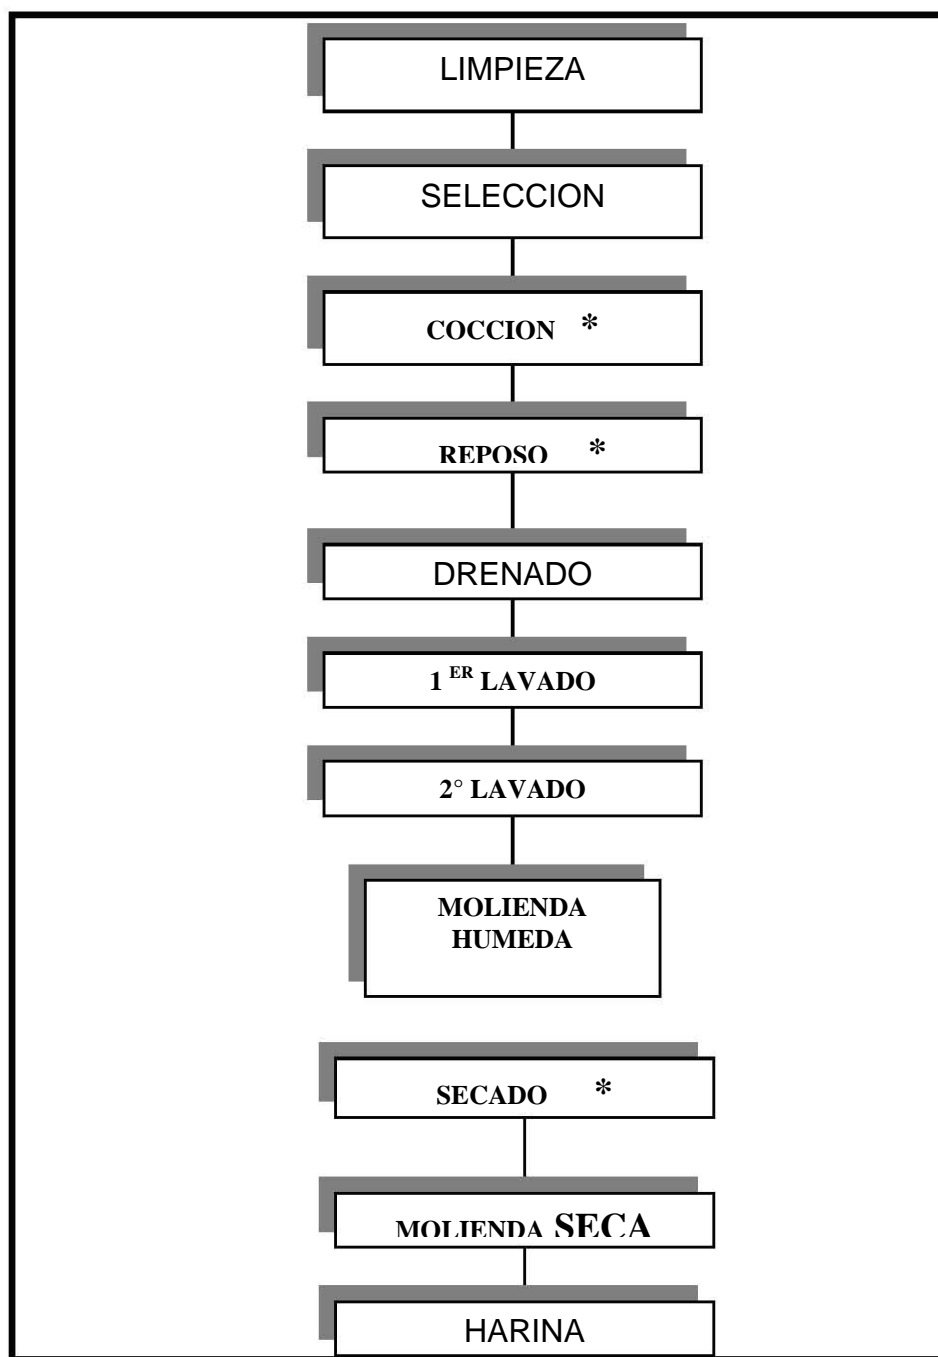 LIMPIEZA
SELECCION
COCCION *
REPOSO *
DRENADO
1 ER LAVADO
2° LAVADO
MOLIENDA
HUMEDA
SECADO *
MOLIENDA SECA
HARINA